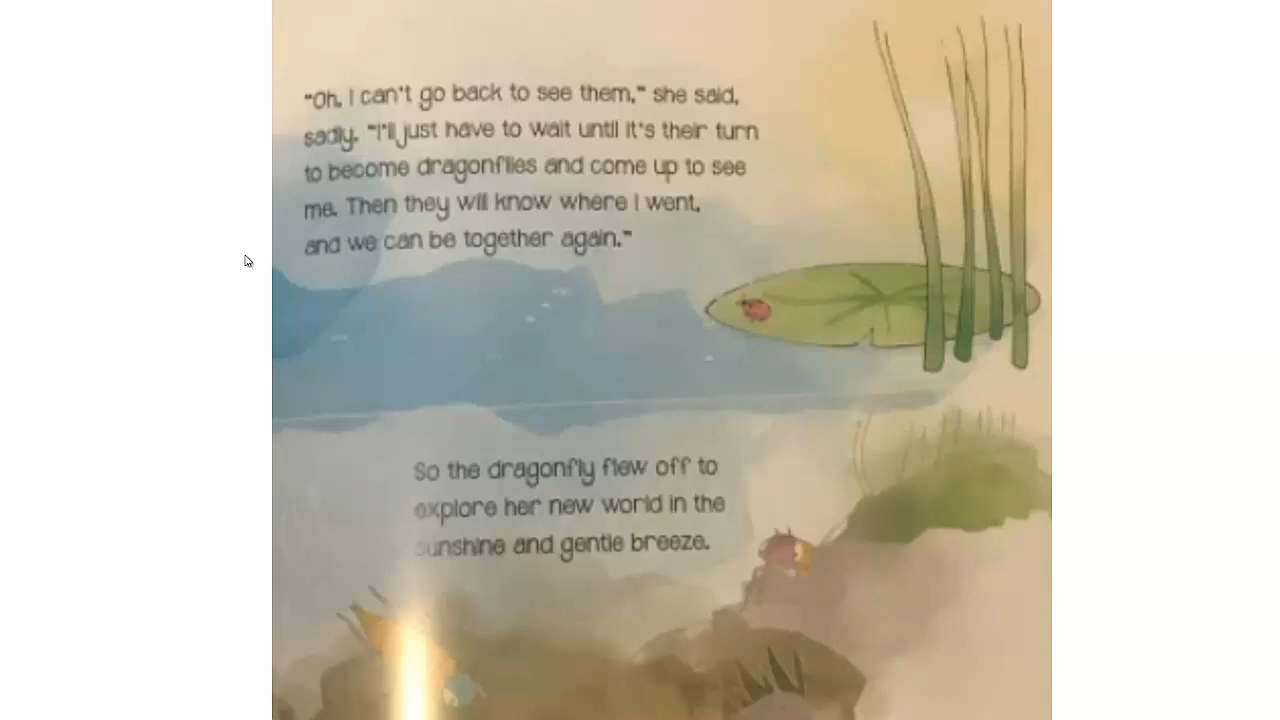 "Oh, I can't go back to see them," she said,
sadly. "I'll just have to wait until it's their turn
to become dragonflies and come up to see
me. Then they will know where I went,
and we can be together again."
So the dragonfly flew off to
explore her new world in the
sunshine and gentle breeze.